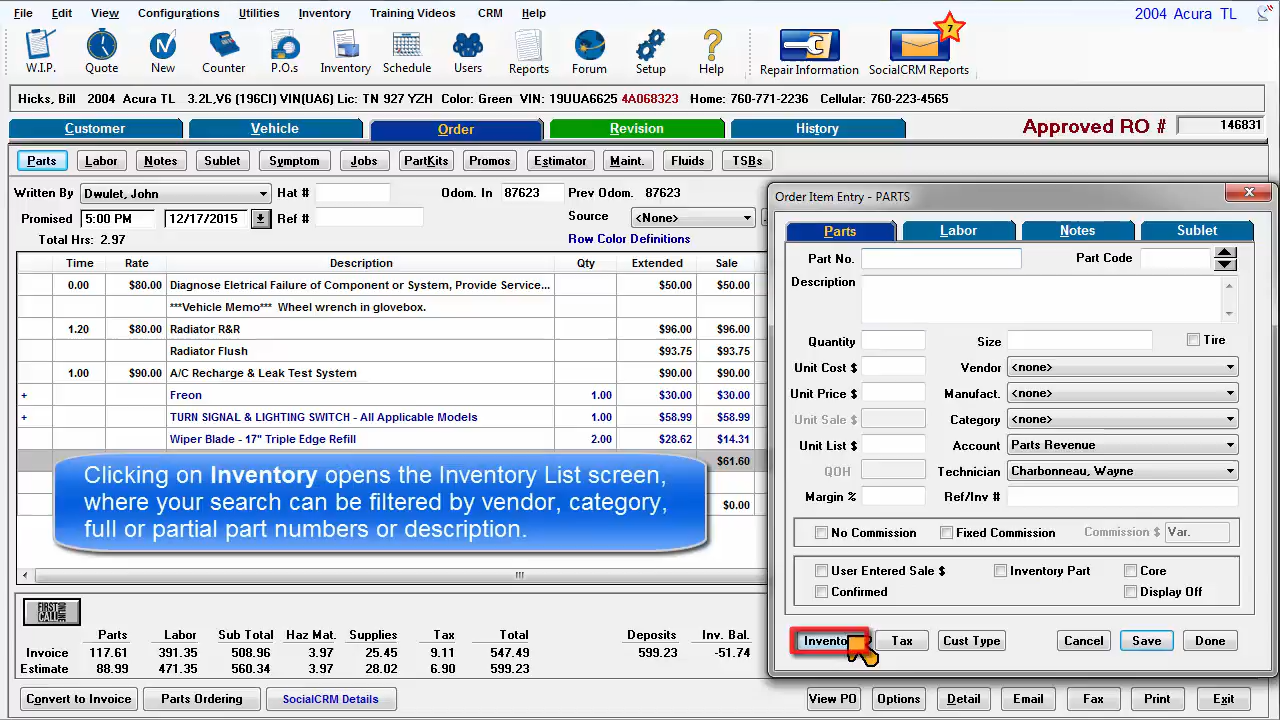 File Edit View Configurations Utilities Inventory Training Videos CRM Help 2004 Acura TL
7
W.I.P. Quote New Counter P.O.s Inventory Schedule Users Reports Forum Setup Help Repair Information SocialCRM Reports
Hicks, Bill 2004 Acura TL 3.2L,V6 (196CI) VIN(UA6) Lic: TN 927 YZH Color: Green VIN: 19UUA6625 4A068323 Home: 760-771-2236 Cellular: 760-223-4565
Customer Vehicle Order Revision History Approved RO # 146831
Parts Labor Notes Sublet Symptom Jobs PartKits Promos Estimator Maint. Fluids TSBs
Written By Dwulet, John Hat # Odom. In 87623 Prev Odom. 87623
Promised 5:00 PM 12/17/2015 Ref # Source <None>
Total Hrs: 2.97 Row Color Definitions
Time Rate Description Qty Extended Sale
0.00 $80.00 Diagnose Eletrical Failure of Component or System, Provide Service... $50.00 $50.00
***Vehicle Memo*** Wheel wrench in glovebox.
1.20 $80.00 Radiator R&R $96.00 $96.00
Radiator Flush $93.75 $93.75
1.00 $90.00 A/C Recharge & Leak Test System $90.00 $90.00
+ Freon 1.00 $30.00 $30.00
+ TURN SIGNAL & LIGHTING SWITCH - All Applicable Models 1.00 $58.99 $58.99
Wiper Blade - 17" Triple Edge Refill 2.00 $28.62 $14.31
$61.60
$0.00
Clicking on Inventory opens the Inventory List screen,
where your search can be filtered by vendor, category,
full or partial part numbers or description.
FIRST CALL
Parts Labor Sub Total Haz Mat. Supplies Tax Total Deposits Inv. Bal.
Invoice 117.61 391.35 508.96 3.97 25.45 9.11 547.49 599.23 -51.74
Estimate 88.99 471.35 560.34 3.97 28.02 6.90 599.23
Convert to Invoice Parts Ordering SocialCRM Details View PO Options Detail Email Fax Print Exit
Order Item Entry - PARTS
Parts Labor Notes Sublet
Part No. Part Code
Description
Quantity Size Tire
Unit Cost $ Vendor <none>
Unit Price $ Manufact. <none>
Unit Sale $ Category <none>
Unit List $ Account Parts Revenue
QOH Technician Charbonneau, Wayne
Margin % Ref/Inv #
No Commission Fixed Commission Commission $ Var.
User Entered Sale $ Inventory Part Core
Confirmed Display Off
Tax Cust Type Cancel Save Done